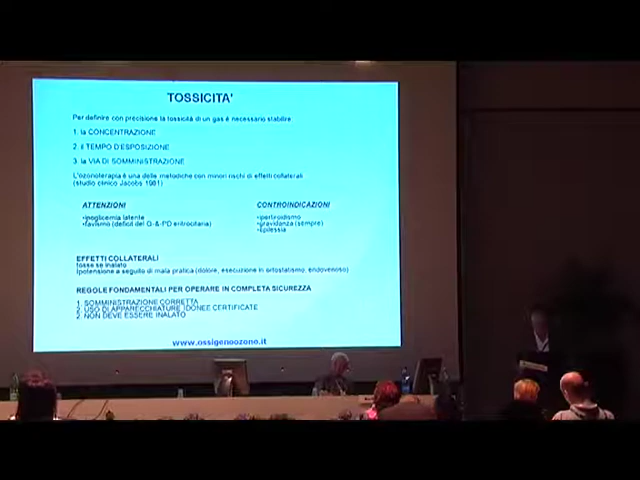 TOSSICITA'
Per definire con precisione la tossicità di un gas è necessario stabilire
1. la CONCENTRAZIONE
2. il TEMPO D'ESPOSIZIONE
3. la VIA DI SOMMINISTRAZIONE
L'ozonoterapia è una delle metodiche con minori rischi di effetti collaterali
(studio clinico Jacobs 1981)
ATTENZIONI
•Ipoglicemia latente
•favismo (deficit del G-6-PD eritrocitaria)
CONTROINDICAZIONI
•Ipertiroidismo
•gravidanza (sempre)
•Epilessia
EFFETTI COLLATERALI
tosse se inalato
Ipotensione a seguito di mala pratica (dolore, esecuzione in ortostatismo, endovenoso)
REGOLE FONDAMENTALI PER OPERARE IN COMPLETA SICUREZZA
1. SOMMINISTRAZIONE CORRETTA
2. USO DI APPARECCHIATURE IDONEE CERTIFICATE
2. NON DEVE ESSERE INALATO
www.ossigenoozono.it